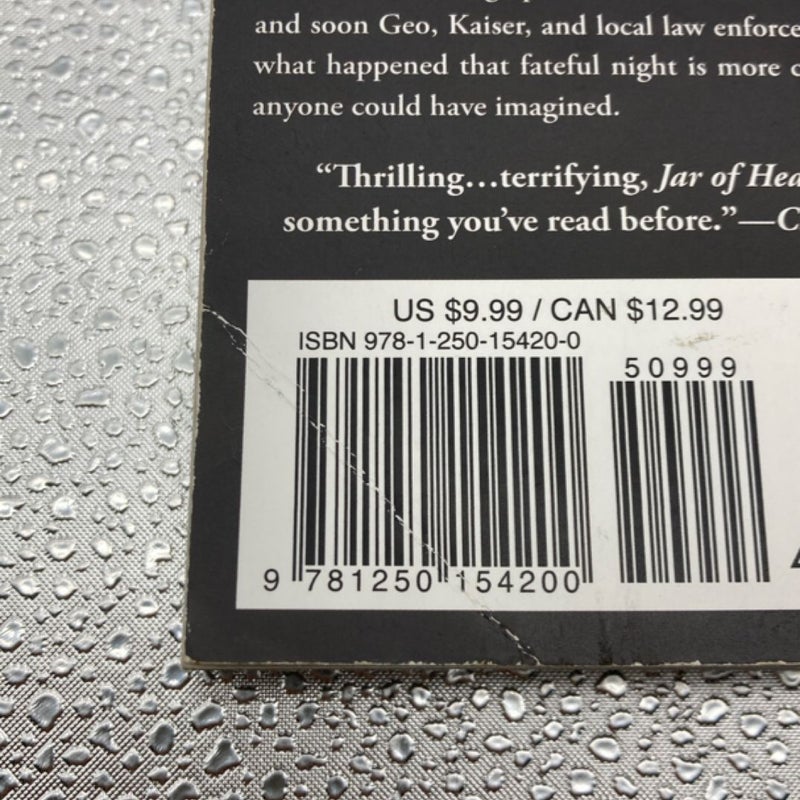 and soon Geo, Kaiser, and local law
what happened that fateful night is more
anyone could have imagined.
“Thrilling…terrifying, Jar of
something you’ve read before.”—
US $9.99 / CAN $12.99
ISBN 978-1-250-15420-0
50999
9 781250 154200